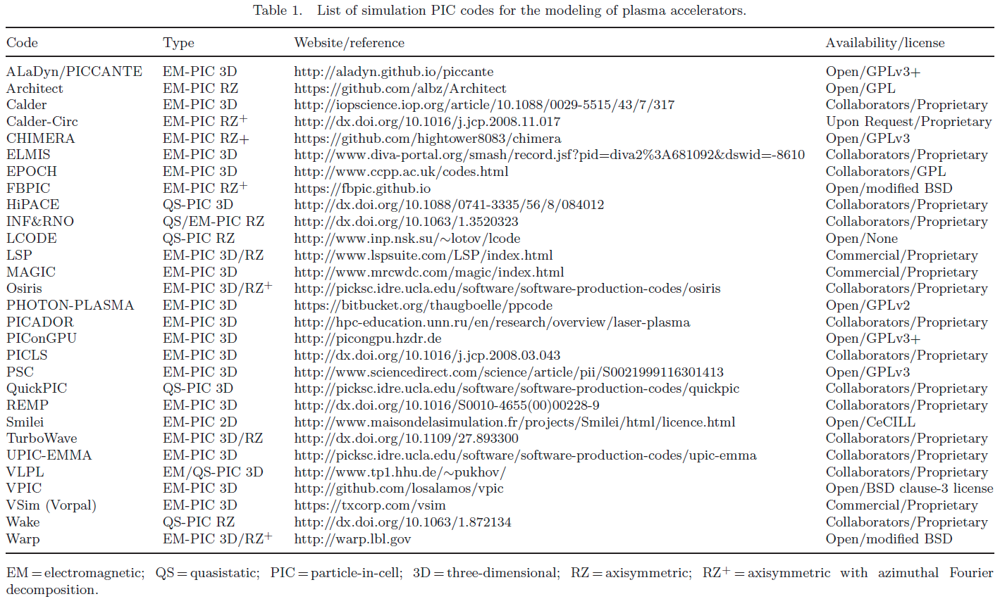 Table 1. List of simulation PIC codes for the modeling of plasma accelerators.
Code Type Website/reference Availability/license
ALaDyn/PICCANTE EM-PIC 3D http://aladyn.github.io/piccante Open/GPLv3+
Architect EM-PIC RZ https://github.com/albz/Architect Open/GPL
Calder EM-PIC 3D http://iopscience.iop.org/article/10.1088/0029-5515/43/7/317 Collaborators/Proprietary
Calder-Circ EM-PIC RZ⁺ http://dx.doi.org/10.1016/j.jcp.2008.11.017 Upon Request/Proprietary
CHIMERA EM-PIC RZ+ https://github.com/hightower8083/chimera Open/GPLv3
ELMIS EM-PIC 3D http://www.diva-portal.org/smash/record.jsf?pid=diva2%3A681092&dswid=-8610 Collaborators/Proprietary
EPOCH EM-PIC 3D http://www.ccpp.ac.uk/codes.html Collaborators/GPL
FBPIC EM-PIC RZ⁺ https://fbpic.github.io Open/modified BSD
HiPACE QS-PIC 3D http://dx.doi.org/10.1088/0741-3335/56/8/084012 Collaborators/Proprietary
INF&RNO QS/EM-PIC RZ http://dx.doi.org/10.1063/1.3520323 Collaborators/Proprietary
LCODE QS-PIC RZ http://www.inp.nsk.su/∼lotov/lcode Open/None
LSP EM-PIC 3D/RZ http://www.lspsuite.com/LSP/index.html Commercial/Proprietary
MAGIC EM-PIC 3D http://www.mrcwdc.com/magic/index.html Commercial/Proprietary
Osiris EM-PIC 3D/RZ⁺ http://picksc.idre.ucla.edu/software/software-production-codes/osiris Collaborators/Proprietary
PHOTON-PLASMA EM-PIC 3D https://bitbucket.org/thaugboelle/ppcode Open/GPLv2
PICADOR EM-PIC 3D http://hpc-education.unn.ru/en/research/overview/laser-plasma Collaborators/Proprietary
PIConGPU EM-PIC 3D http://picongpu.hzdr.de Open/GPLv3+
PICLS EM-PIC 3D http://dx.doi.org/10.1016/j.jcp.2008.03.043 Collaborators/Proprietary
PSC EM-PIC 3D http://www.sciencedirect.com/science/article/pii/S0021999116301413 Open/GPLv3
QuickPIC QS-PIC 3D http://picksc.idre.ucla.edu/software/software-production-codes/quickpic Collaborators/Proprietary
REMP EM-PIC 3D http://dx.doi.org/10.1016/S0010-4655(00)00228-9 Collaborators/Proprietary
Smilei EM-PIC 2D http://www.maisondelasimulation.fr/projects/Smilei/html/licence.html Open/CeCILL
TurboWave EM-PIC 3D/RZ http://dx.doi.org/10.1109/27.893300 Collaborators/Proprietary
UPIC-EMMA EM-PIC 3D http://picksc.idre.ucla.edu/software/software-production-codes/upic-emma Collaborators/Proprietary
VLPL EM/QS-PIC 3D http://www.tp1.hhu.de/∼pukhov/ Collaborators/Proprietary
VPIC EM-PIC 3D http://github.com/losalamos/vpic Open/BSD clause-3 license
VSim (Vorpal) EM-PIC 3D https://txcorp.com/vsim Commercial/Proprietary
Wake QS-PIC RZ http://dx.doi.org/10.1063/1.872134 Collaborators/Proprietary
Warp EM-PIC 3D/RZ⁺ http://warp.lbl.gov Open/modified BSD
EM = electromagnetic; QS = quasistatic; PIC = particle-in-cell; 3D = three-dimensional; RZ = axisymmetric; RZ⁺ = axisymmetric with azimuthal Fourier
decomposition.